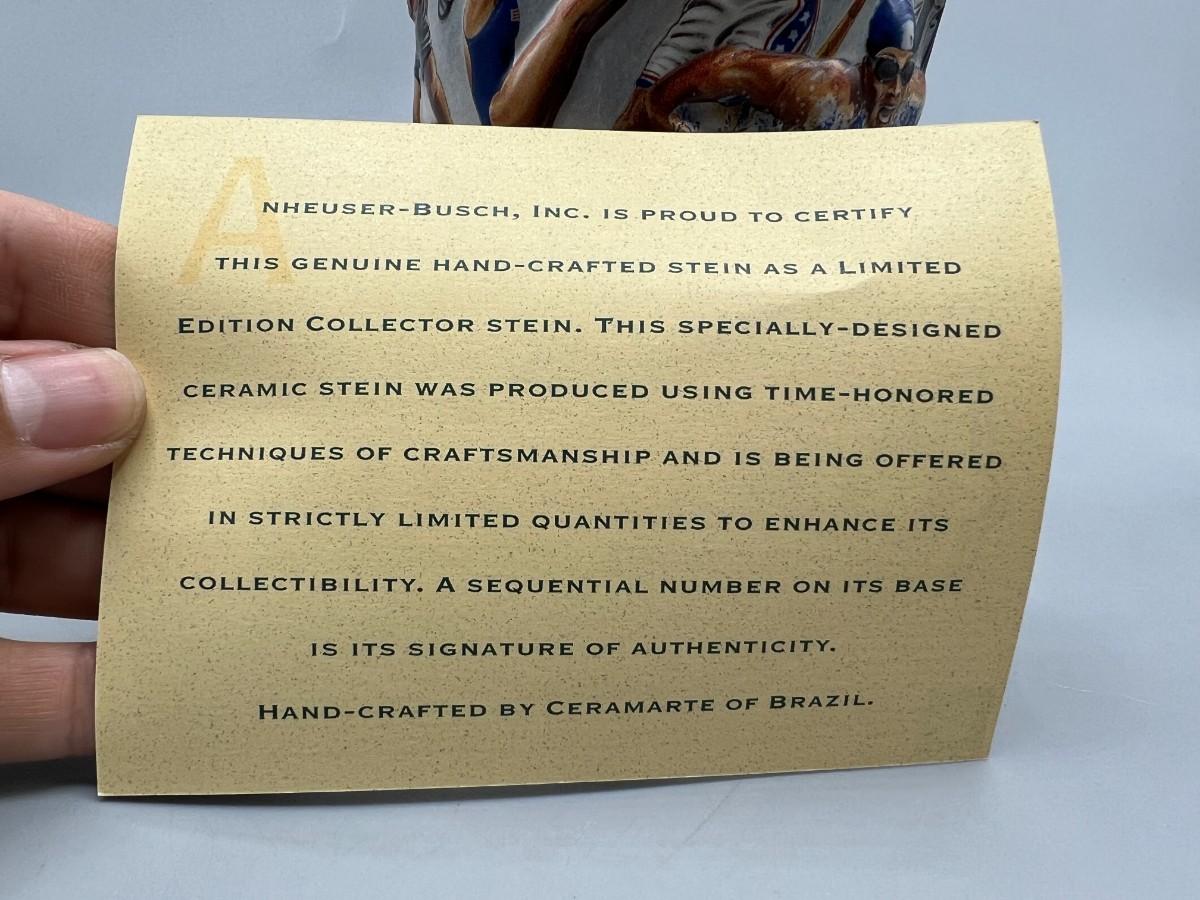 Anheuser-Busch, Inc. is proud to certify
this genuine hand-crafted stein as a Limited
Edition Collector stein. This specially-designed
ceramic stein was produced using time-honored
techniques of craftsmanship and is being offered
in strictly limited quantities to enhance its
collectibility. A sequential number on its base
is its signature of authenticity.
Hand-crafted by Ceramarte of Brazil.